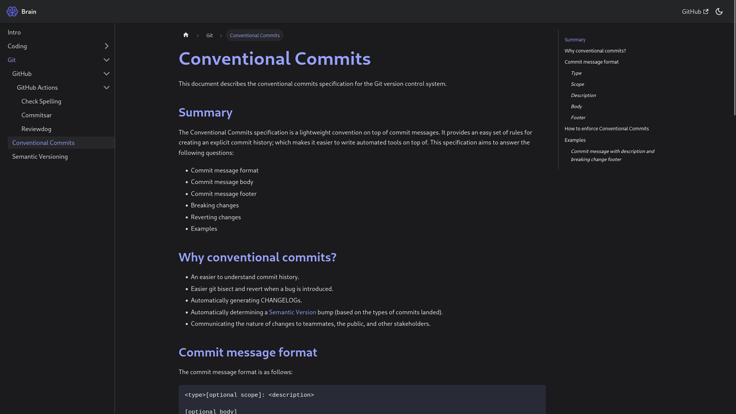 Brain
GitHub
Intro
Coding
Git
GitHub
GitHub Actions
Check Spelling
Commitsar
Reviewdog
Conventional Commits
Semantic Versioning
Git
Conventional Commits
Conventional Commits
This document describes the conventional commits specification for the Git version control system.
Summary
The Conventional Commits specification is a lightweight convention on top of commit messages. It provides an easy set of rules for
creating an explicit commit history; which makes it easier to write automated tools on top of. This specification aims to answer the
following questions:
Commit message format
Commit message body
Commit message footer
Breaking changes
Reverting changes
Examples
Why conventional commits?
An easier to understand commit history.
Easier git bisect and revert when a bug is introduced.
Automatically generating CHANGELOGs.
Automatically determining a Semantic Version bump (based on the types of commits landed).
Communicating the nature of changes to teammates, the public, and other stakeholders.
Commit message format
The commit message format is as follows:
<type>[optional scope]: <description>
[optional body]
Summary
Why conventional commits?
Commit message format
Type
Scope
Description
Body
Footer
How to enforce Conventional Commits
Examples
Commit message with description and
breaking change footer